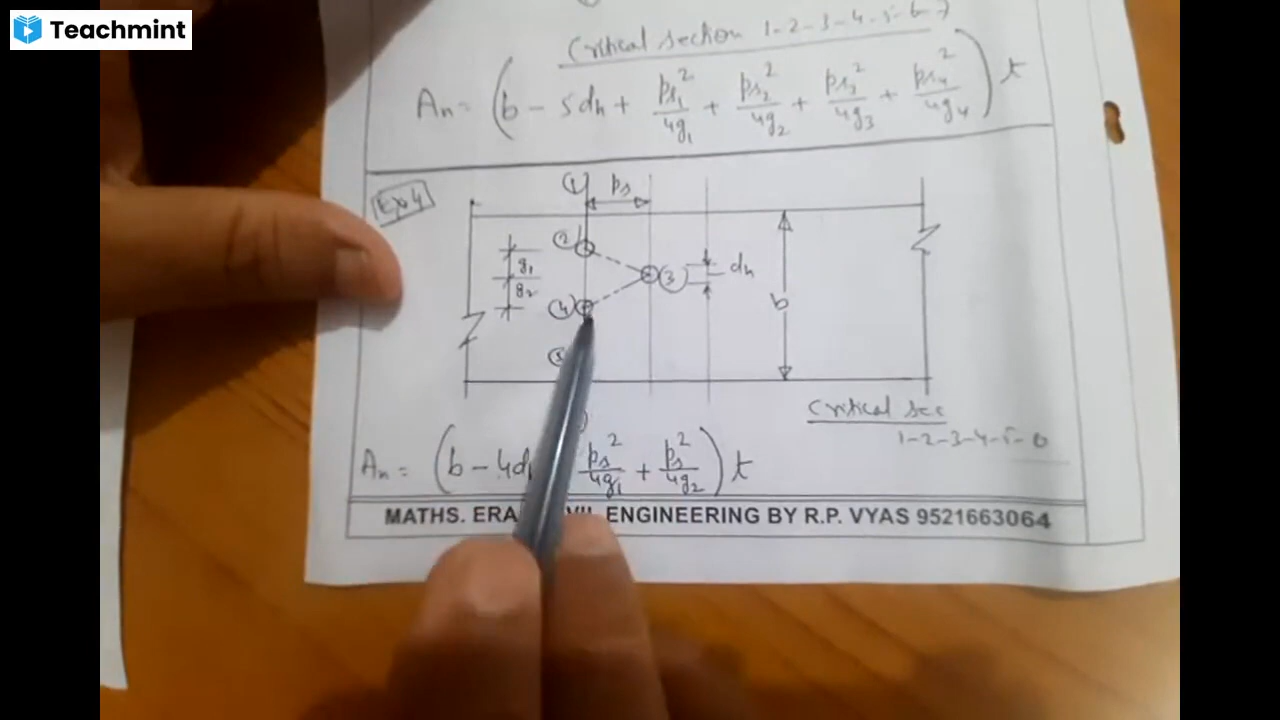 Teachmint
Critical section 1-2-3-4-5-6-7
An = (b - 5dh + ps₁²/4g₁ + ps₂²/4g₂ + ps₃²/4g₃ + ps₄²/4g₄) t
Ex 4
1 ps
2
g₁
3 dh
g₂
4 b
5
Critical sec
1-2-3-4-5-6
An = (b - 4d ps²/4g₁ + ps²/4g₂) t
MATHS. ERA ENGINEERING BY R.P. VYAS 9521663064